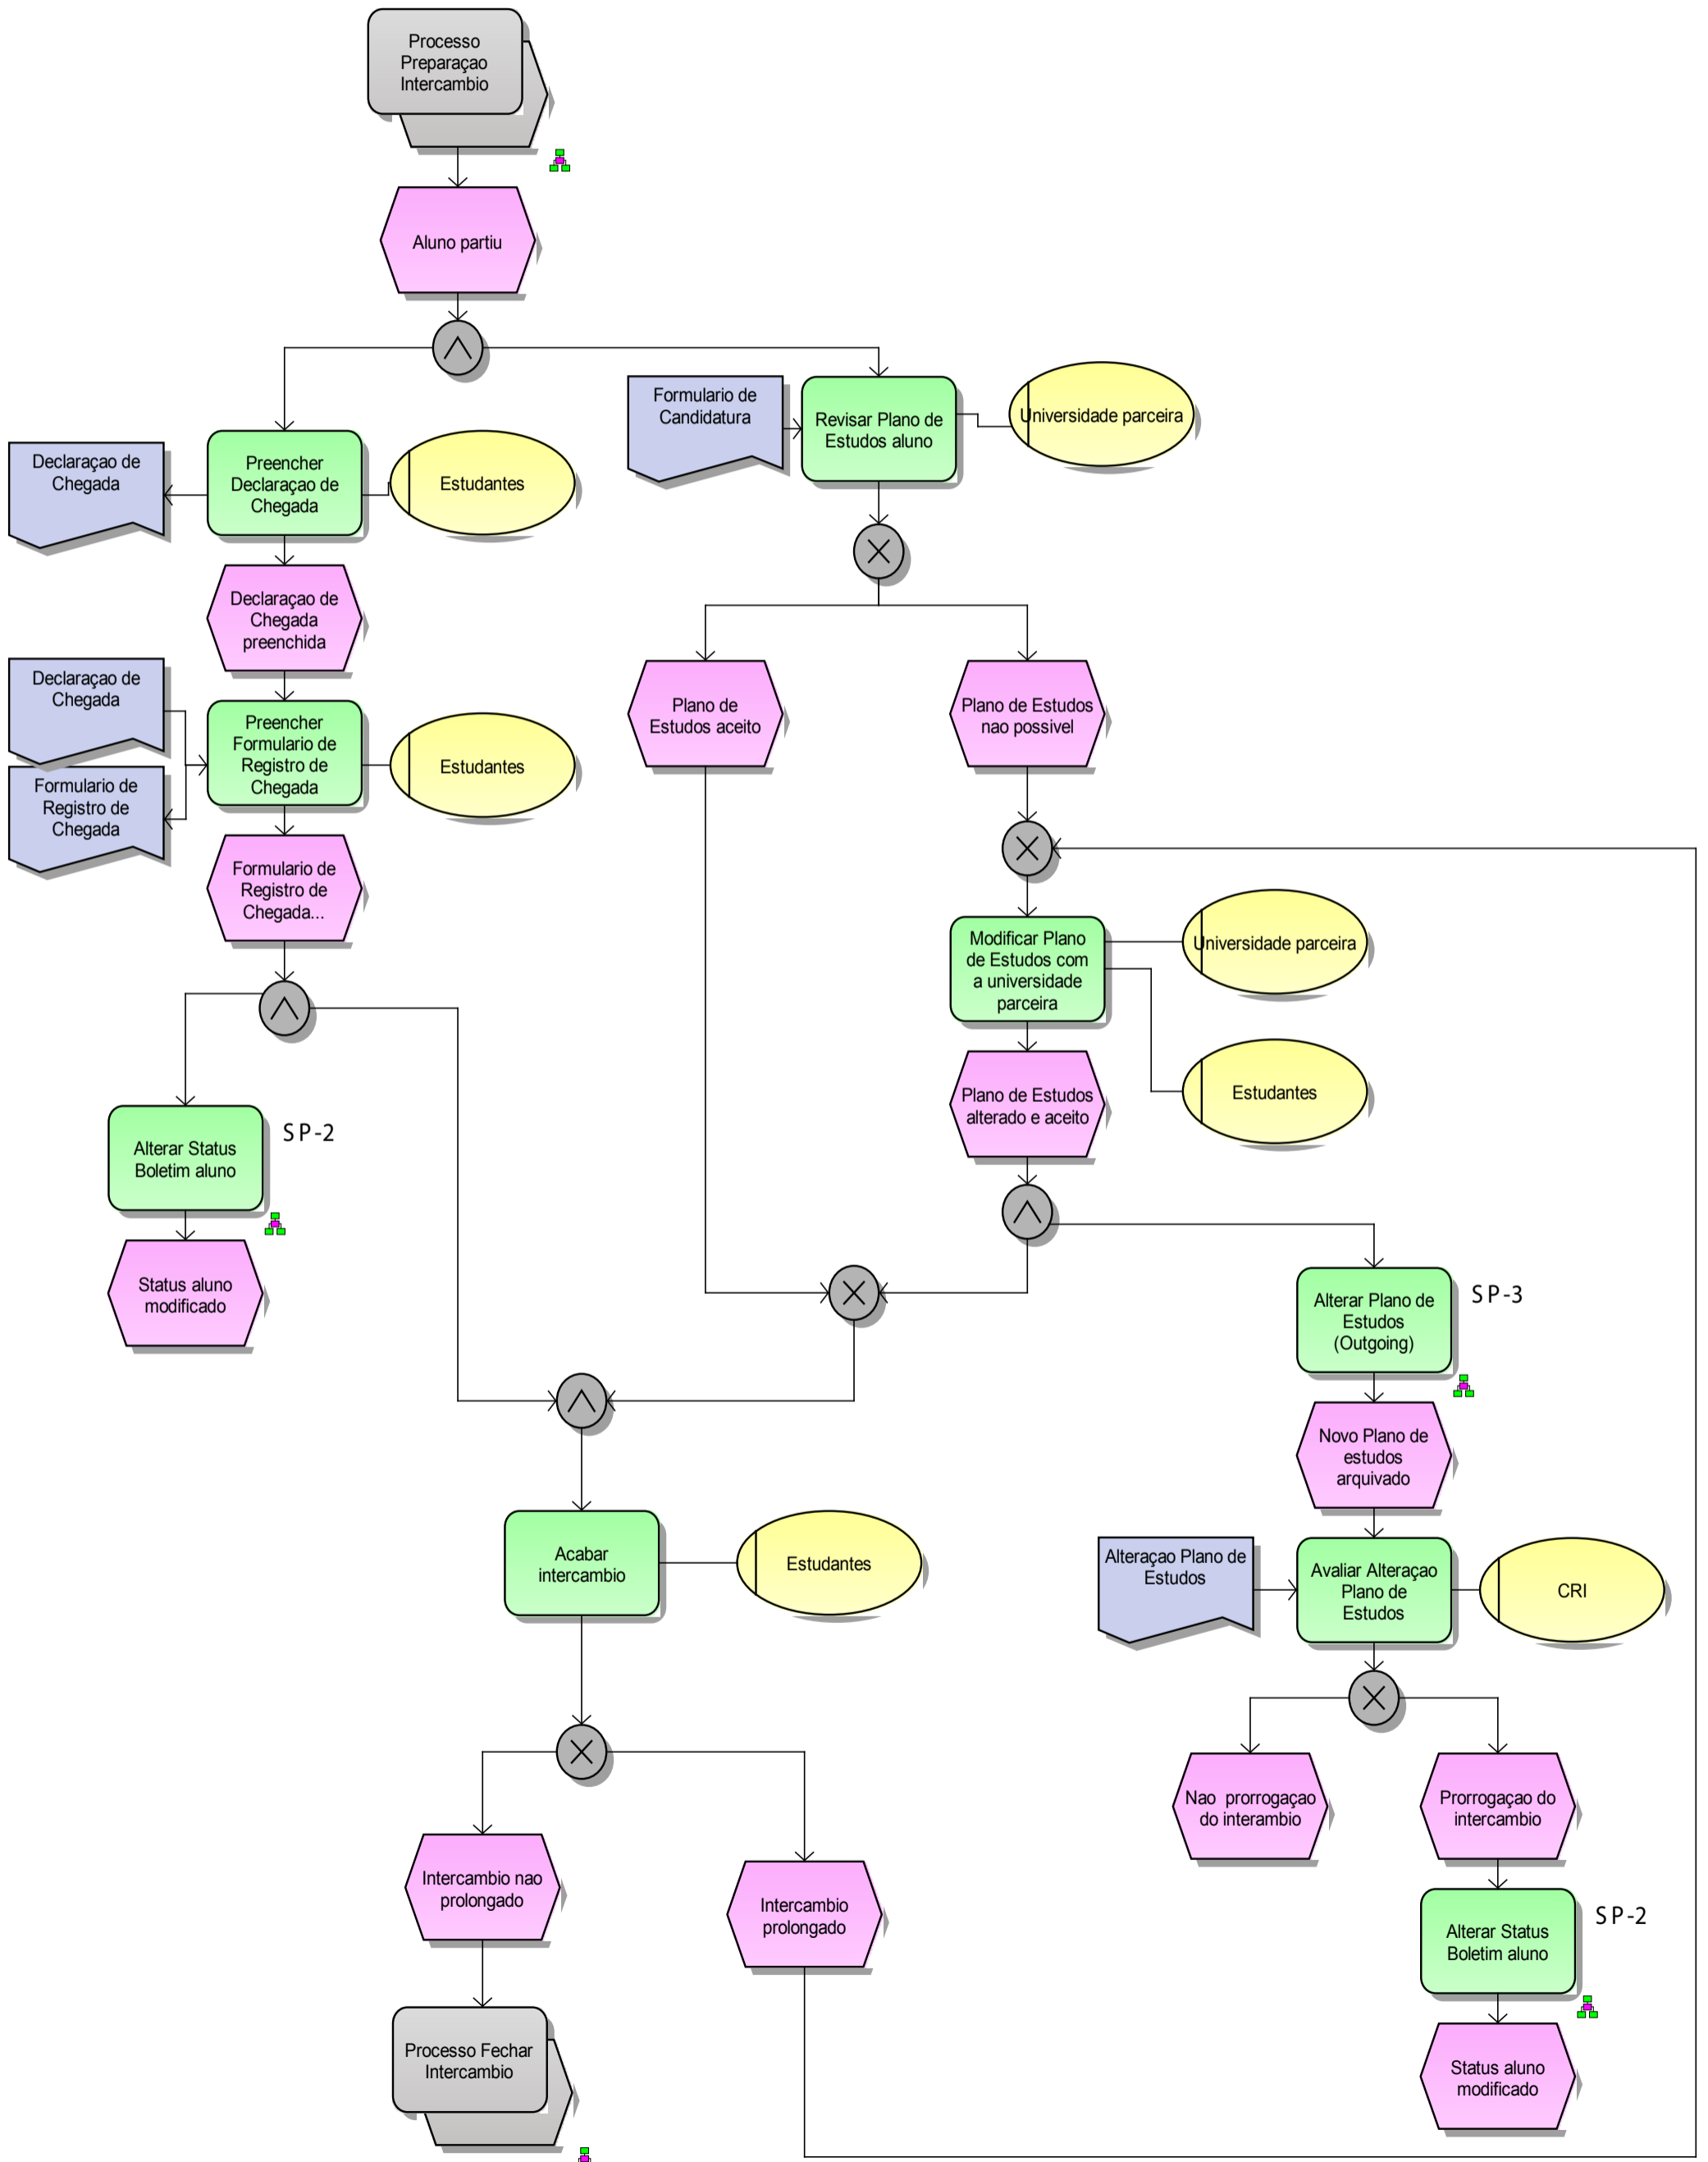 Processo
Preparaçao
Intercambio
Aluno partiu
Formulario de
Candidatura
Revisar Plano de
Estudos aluno
Universidade parceira
Declaraçao de
Chegada
Preencher
Declaraçao de
Chegada
Estudantes
Declaraçao de
Chegada
preenchida
Declaraçao de
Chegada
Formulario de
Registro de
Chegada
Preencher
Formulario de
Registro de
Chegada
Estudantes
Plano de
Estudos aceito
Plano de Estudos
nao possivel
Formulario de
Registro de
Chegada...
Modificar Plano
de Estudos com
a universidade
parceira
Universidade parceira
Estudantes
Plano de Estudos
alterado e aceito
Alterar Status
Boletim aluno
SP-2
Status aluno
modificado
Alterar Plano de
Estudos
(Outgoing)
SP-3
Novo Plano de
estudos
arquivado
Acabar
intercambio
Estudantes
Alteraçao Plano de
Estudos
Avaliar Alteraçao
Plano de
Estudos
CRI
Nao  prorrogaçao
do interambio
Prorrogaçao do
intercambio
Intercambio nao
prolongado
Intercambio
prolongado
Alterar Status
Boletim aluno
SP-2
Processo Fechar
Intercambio
Status aluno
modificado